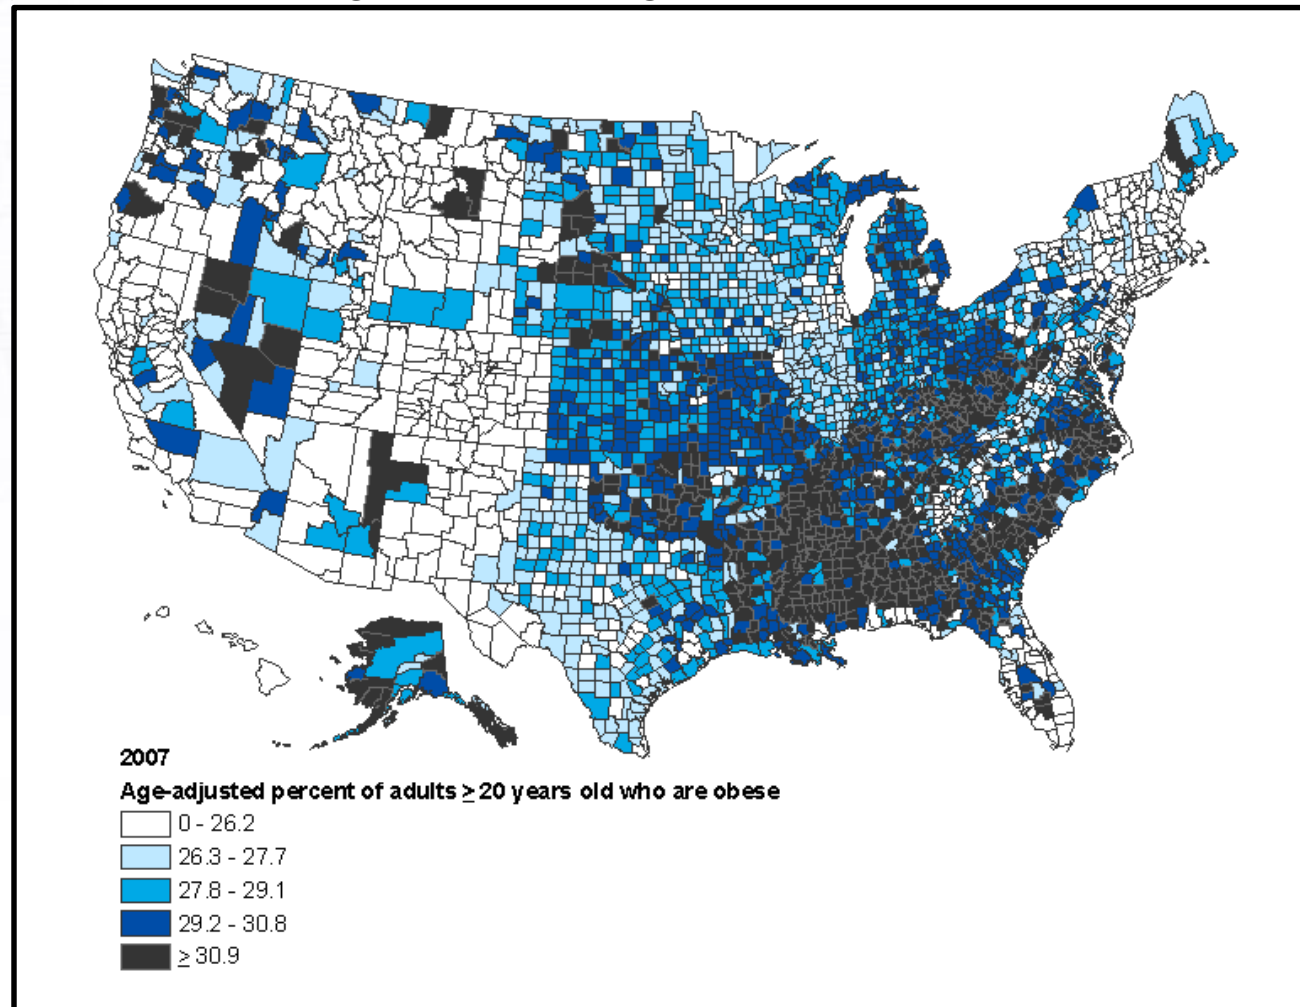 2007
Age-adjusted percent of adults ≥ 20 years old who are obese
0 - 26.2
26.3 - 27.7
27.8 - 29.1
29.2 - 30.8
≥ 30.9